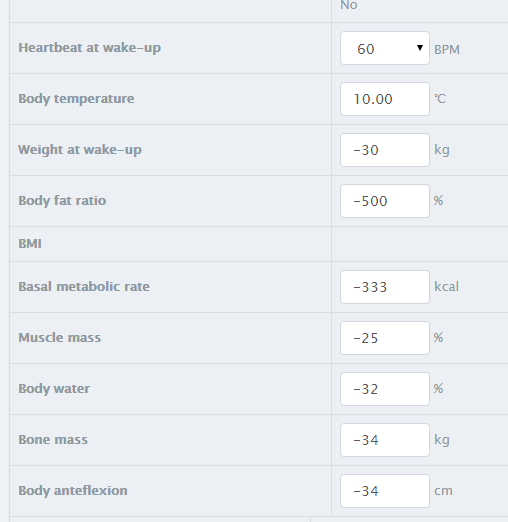 No
Heartbeat at wake-up 60 BPM
Body temperature 10.00 ℃
Weight at wake-up -30 kg
Body fat ratio -500 %
BMI
Basal metabolic rate -333 kcal
Muscle mass -25 %
Body water -32 %
Bone mass -34 kg
Body anteflexion -34 cm